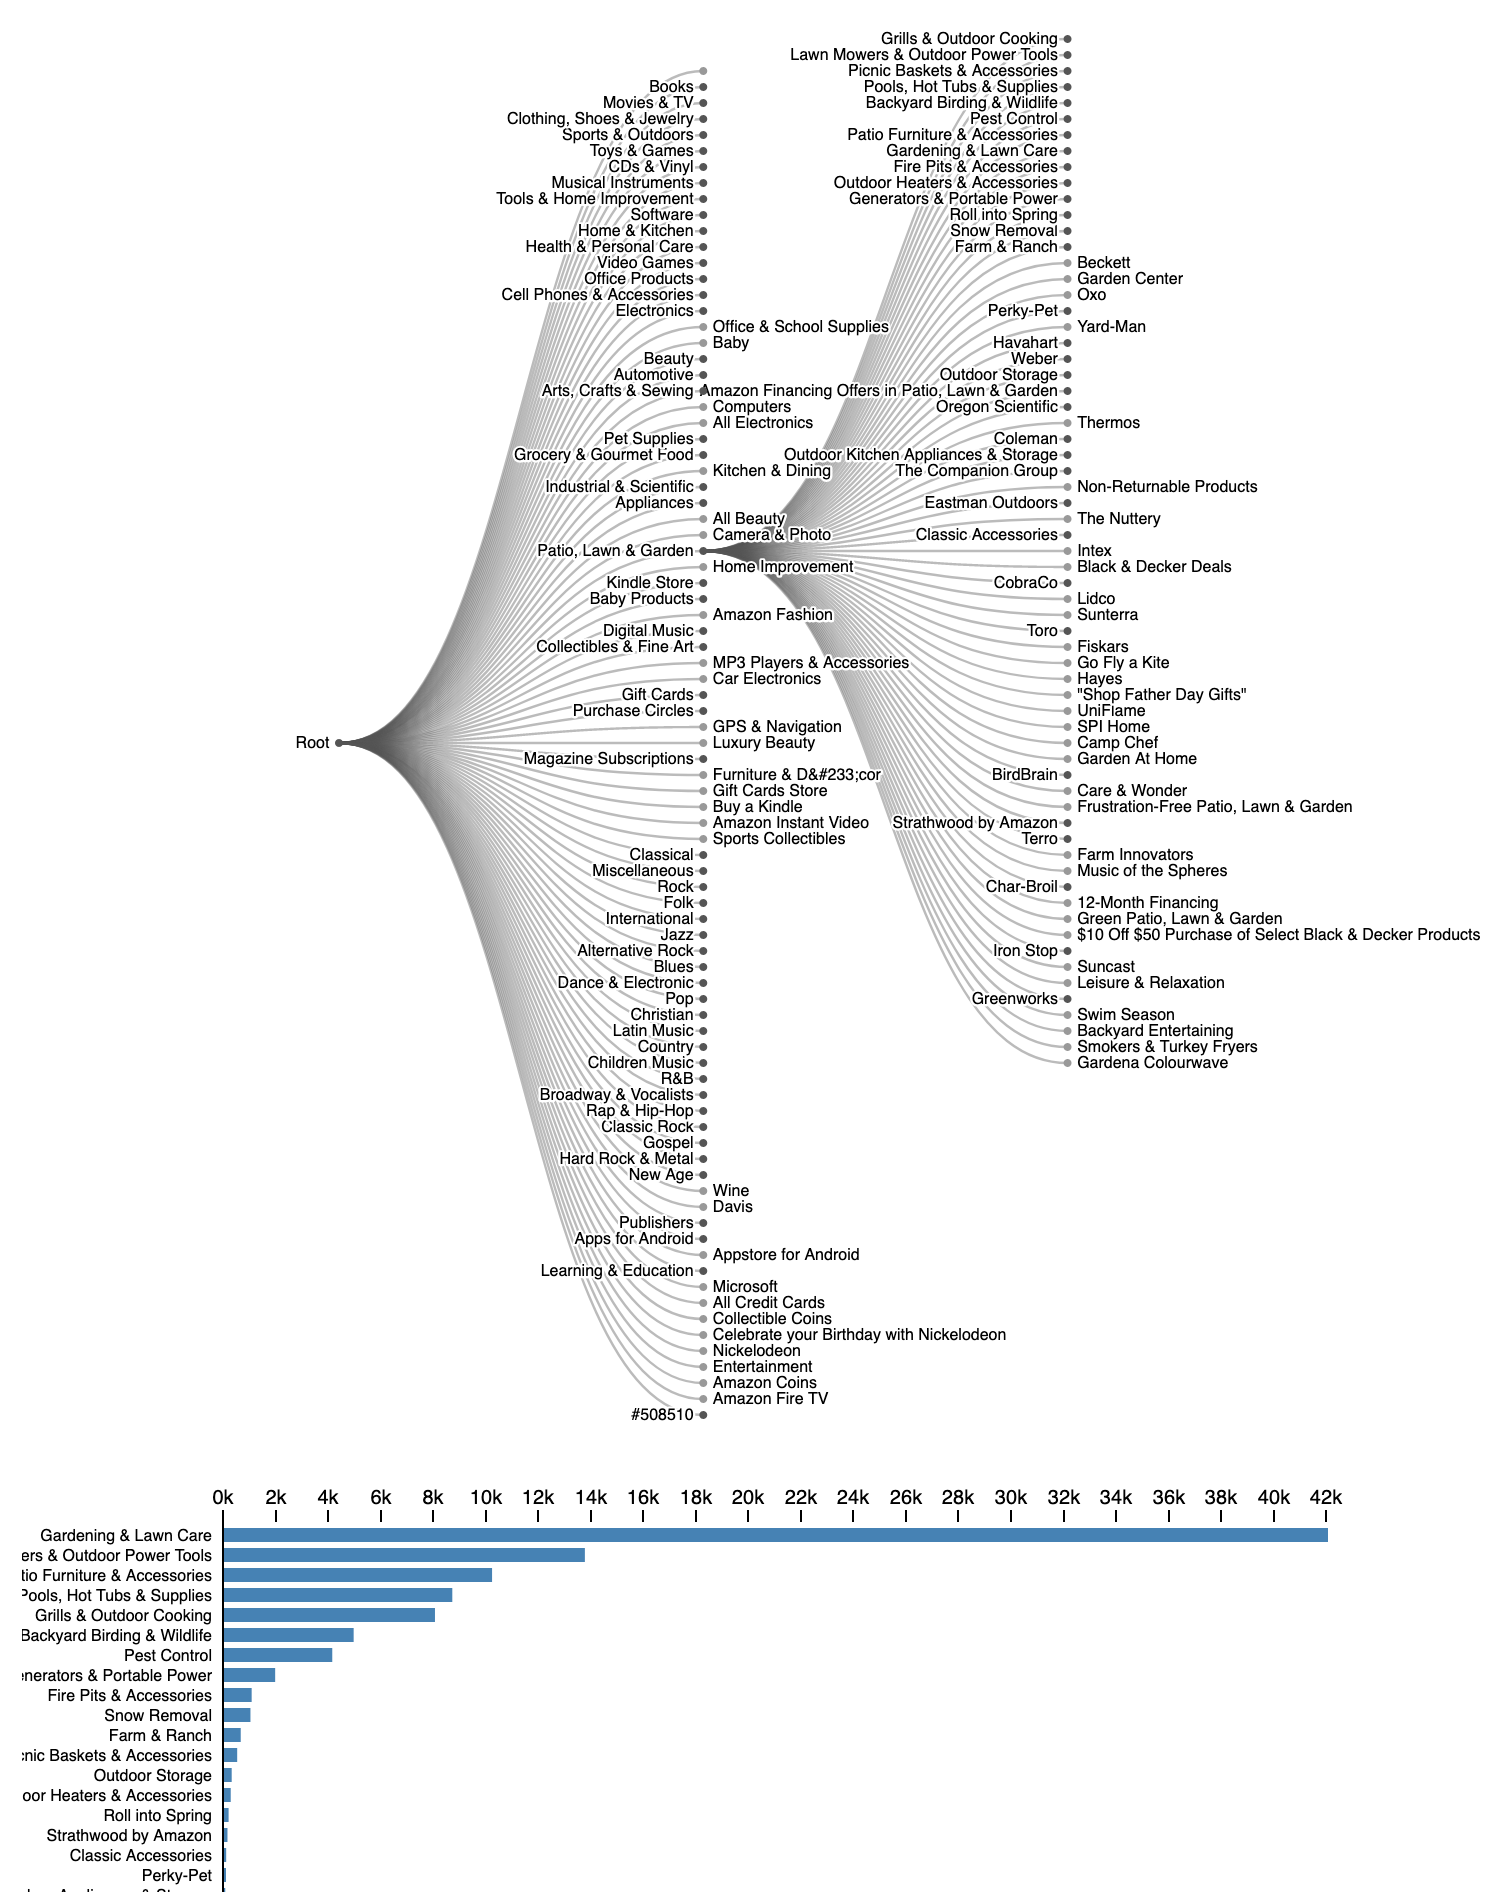 Grills & Outdoor Cooking
Lawn Mowers & Outdoor Power Tools
Picnic Baskets & Accessories
Pools, Hot Tubs & Supplies
Backyard Birding & Wildlife
Pest Control
Patio Furniture & Accessories
Gardening & Lawn Care
Fire Pits & Accessories
Outdoor Heaters & Accessories
Generators & Portable Power
Roll into Spring
Snow Removal
Farm & Ranch
Beckett
Garden Center
Oxo
Perky-Pet
Yard-Man
Havahart
Weber
Outdoor Storage
Amazon Financing Offers in Patio, Lawn & Garden
Oregon Scientific
Thermos
Coleman
Outdoor Kitchen Appliances & Storage
The Companion Group
Non-Returnable Products
Eastman Outdoors
The Nuttery
Classic Accessories
Intex
Black & Decker Deals
CobraCo
Lidco
Sunterra
Toro
Fiskars
Go Fly a Kite
Hayes
"Shop Father Day Gifts"
UniFlame
SPI Home
Camp Chef
Garden At Home
BirdBrain
Care & Wonder
Frustration-Free Patio, Lawn & Garden
Strathwood by Amazon
Terro
Farm Innovators
Music of the Spheres
Char-Broil
12-Month Financing
Green Patio, Lawn & Garden
$10 Off $50 Purchase of Select Black & Decker Products
Iron Stop
Suncast
Leisure & Relaxation
Greenworks
Swim Season
Backyard Entertaining
Smokers & Turkey Fryers
Gardena Colourwave
Books
Movies & TV
Clothing, Shoes & Jewelry
Sports & Outdoors
Toys & Games
CDs & Vinyl
Musical Instruments
Tools & Home Improvement
Software
Home & Kitchen
Health & Personal Care
Video Games
Office Products
Cell Phones & Accessories
Electronics
Office & School Supplies
Baby
Beauty
Automotive
Arts, Crafts & Sewing
Computers
All Electronics
Pet Supplies
Grocery & Gourmet Food
Kitchen & Dining
Industrial & Scientific
Appliances
All Beauty
Camera & Photo
Patio, Lawn & Garden
Home Improvement
Kindle Store
Baby Products
Amazon Fashion
Digital Music
Collectibles & Fine Art
MP3 Players & Accessories
Car Electronics
Gift Cards
Purchase Circles
GPS & Navigation
Root
Luxury Beauty
Magazine Subscriptions
Furniture & D&#233;cor
Gift Cards Store
Buy a Kindle
Amazon Instant Video
Sports Collectibles
Classical
Miscellaneous
Rock
Folk
International
Jazz
Alternative Rock
Blues
Dance & Electronic
Pop
Christian
Latin Music
Country
Children Music
R&B
Broadway & Vocalists
Rap & Hip-Hop
Classic Rock
Gospel
Hard Rock & Metal
New Age
Wine
Davis
Publishers
Apps for Android
Appstore for Android
Learning & Education
Microsoft
All Credit Cards
Collectible Coins
Celebrate your Birthday with Nickelodeon
Nickelodeon
Entertainment
Amazon Coins
Amazon Fire TV
#508510
0k 2k 4k 6k 8k 10k 12k 14k 16k 18k 20k 22k 24k 26k 28k 30k 32k 34k 36k 38k 40k 42k
Gardening & Lawn Care
ers & Outdoor Power Tools
tio Furniture & Accessories
Pools, Hot Tubs & Supplies
Grills & Outdoor Cooking
Backyard Birding & Wildlife
Pest Control
enerators & Portable Power
Fire Pits & Accessories
Snow Removal
Farm & Ranch
cnic Baskets & Accessories
Outdoor Storage
oor Heaters & Accessories
Roll into Spring
Strathwood by Amazon
Classic Accessories
Perky-Pet